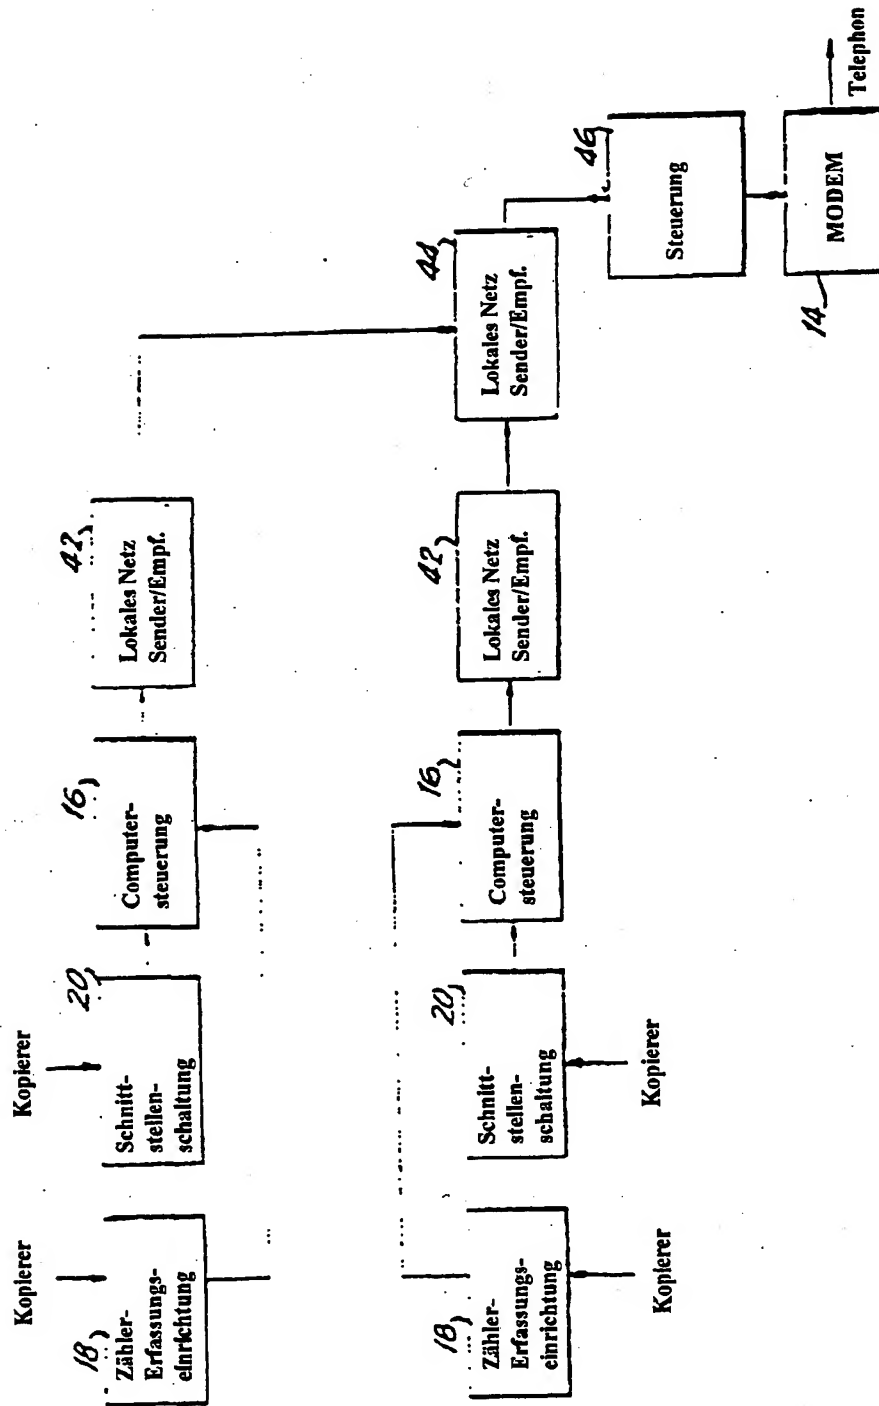 Kopierer
Kopierer
18
Zähler-
Erfassungs-
einrichtung
20
Schnitt-
stellen-
schaltung
16
Computer-
steuerung
42
Lokales Netz
Sender/Empf.
18
Zähler-
Erfassungs-
einrichtung
Kopierer
20
Schnitt-
stellen-
schaltung
Kopierer
16
Computer-
steuerung
42
Lokales Netz
Sender/Empf.
44
Lokales Netz
Sender/Empf.
46
Steuerung
14
MODEM
Telephon